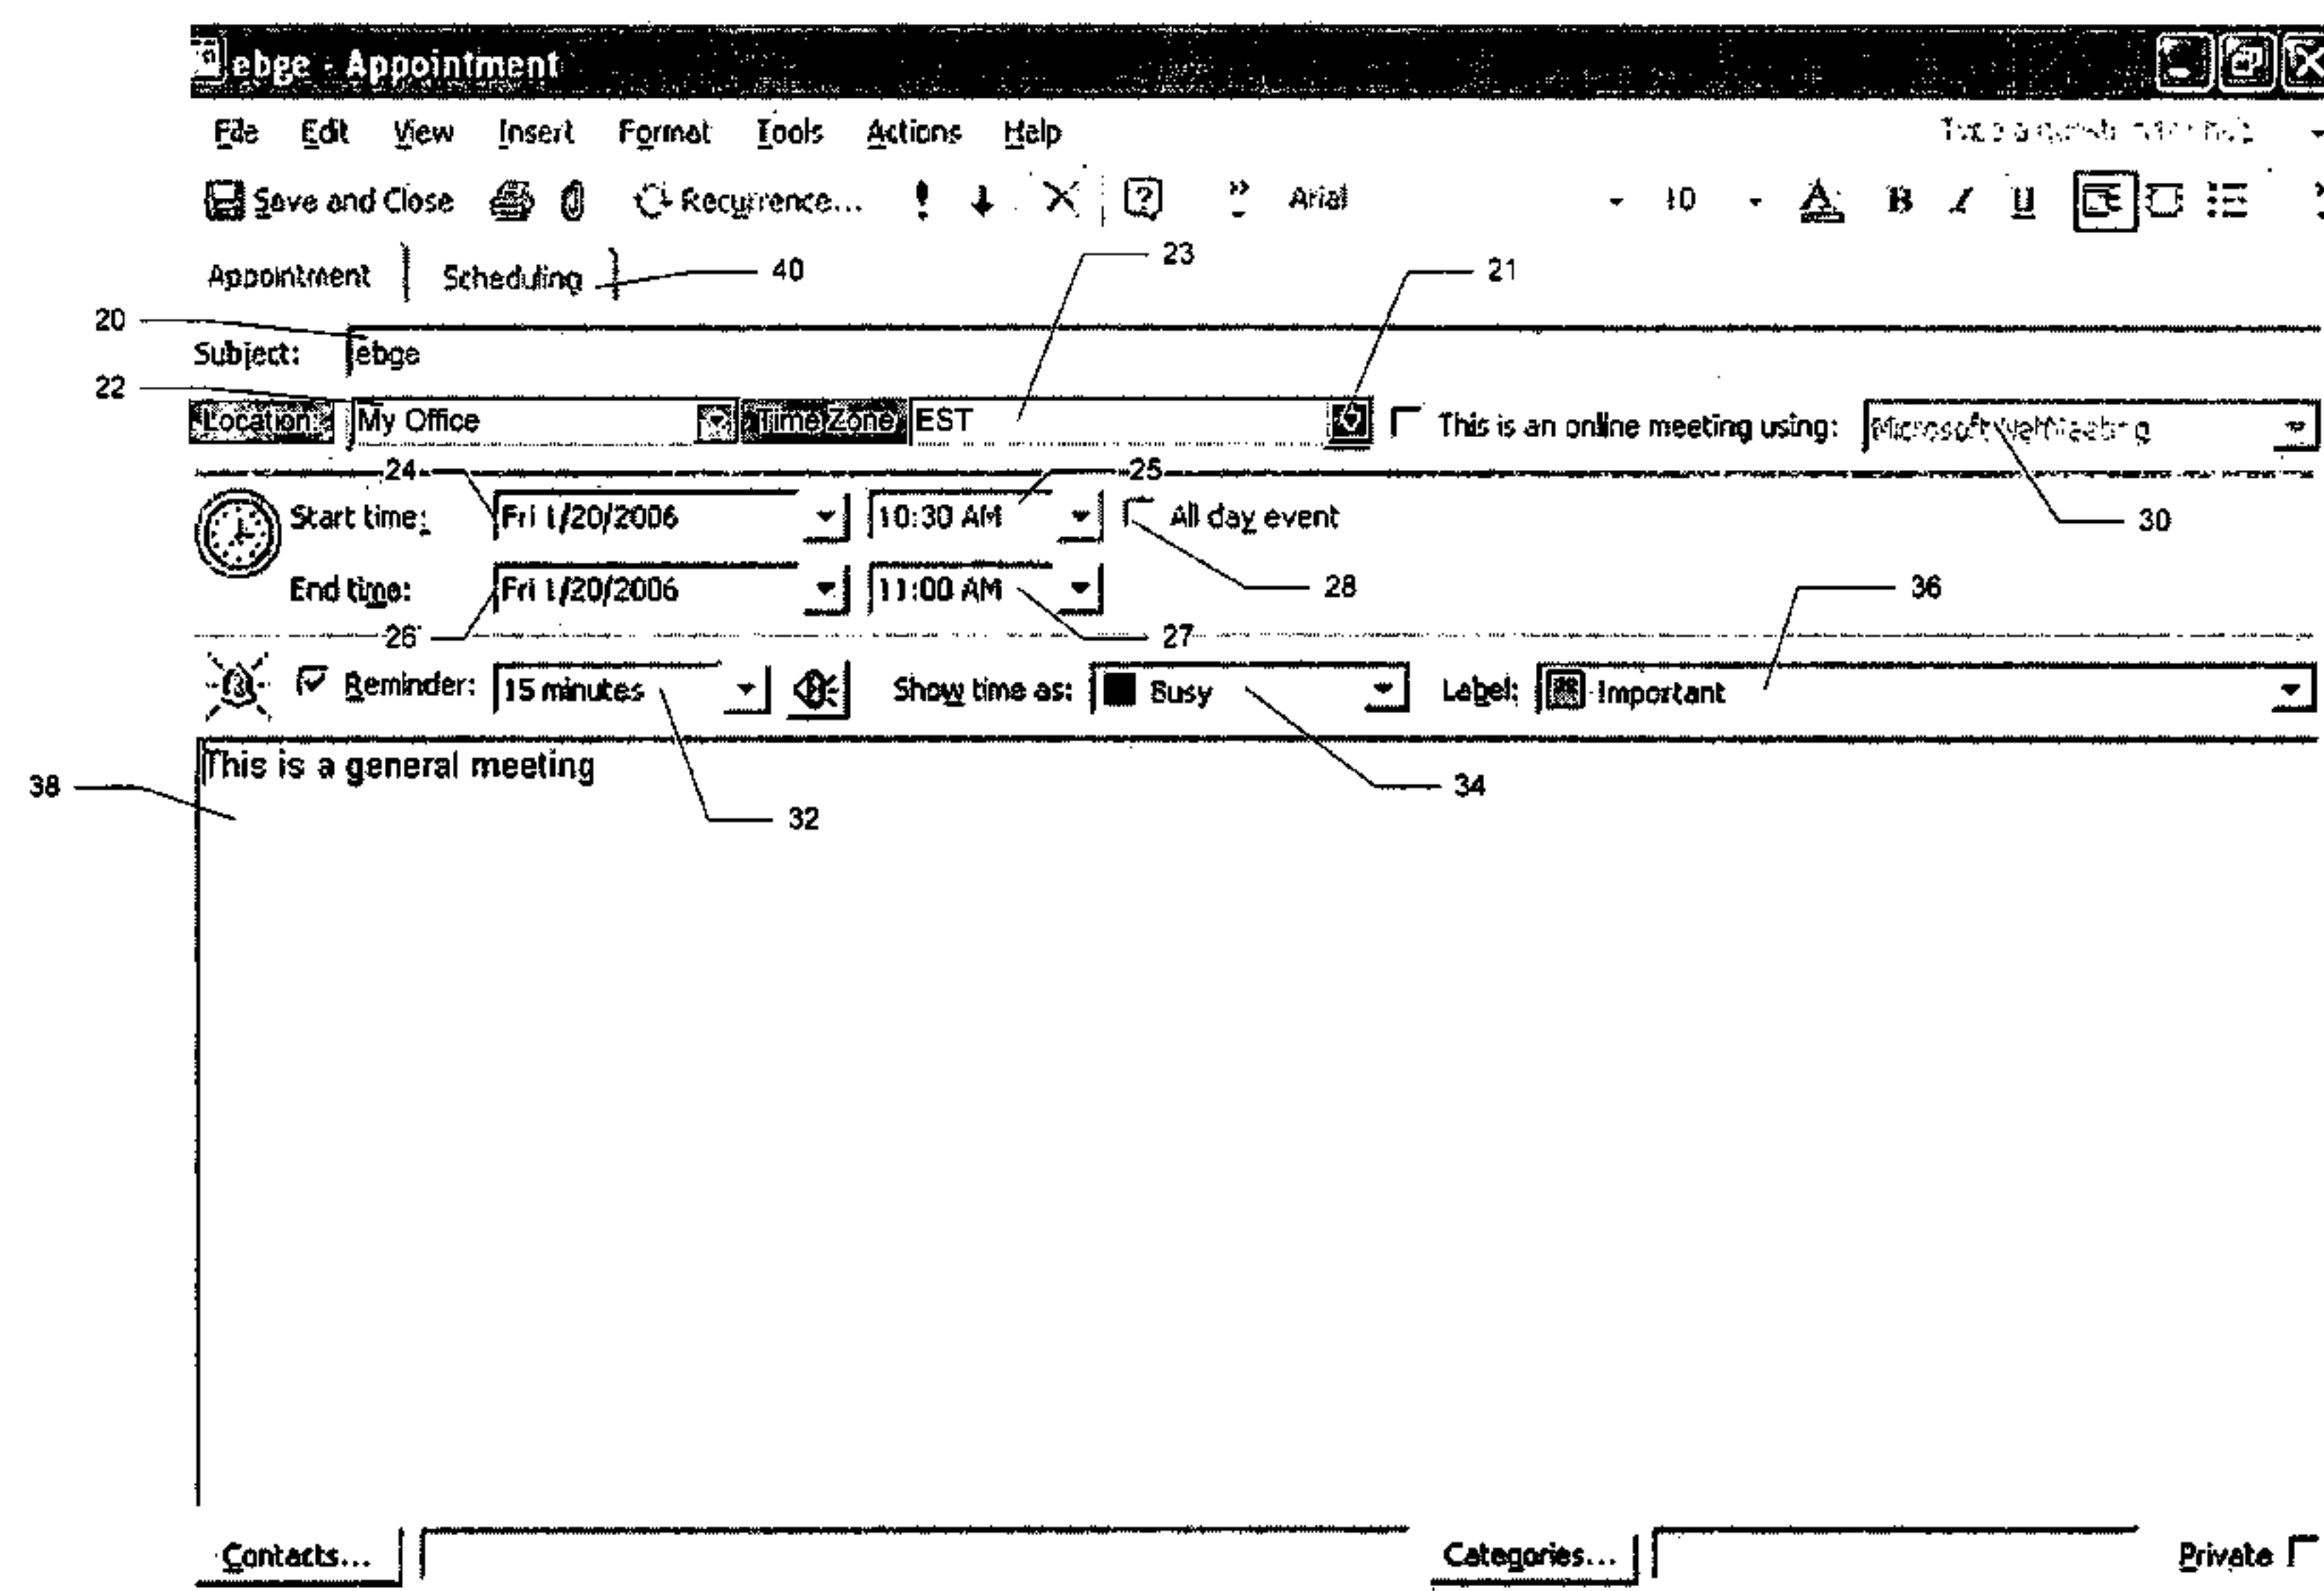 ebge - Appointment
File Edit View Insert Format Tools Actions Help
Save and Close Recurrence... Arial 10 A B I U
Appointment Scheduling 40 23 21
20
Subject: ebge
22
Location My Office Time Zone EST This is an online meeting using: Microsoft NetMeeting
24 25
Start time: Fri 1/20/2006 10:30 AM All day event 30
End time: Fri 1/20/2006 11:00 AM 28 36
26 27
Reminder: 15 minutes Show time as: Busy Label: Important
This is a general meeting
38 34
32
Contacts... Categories... Private